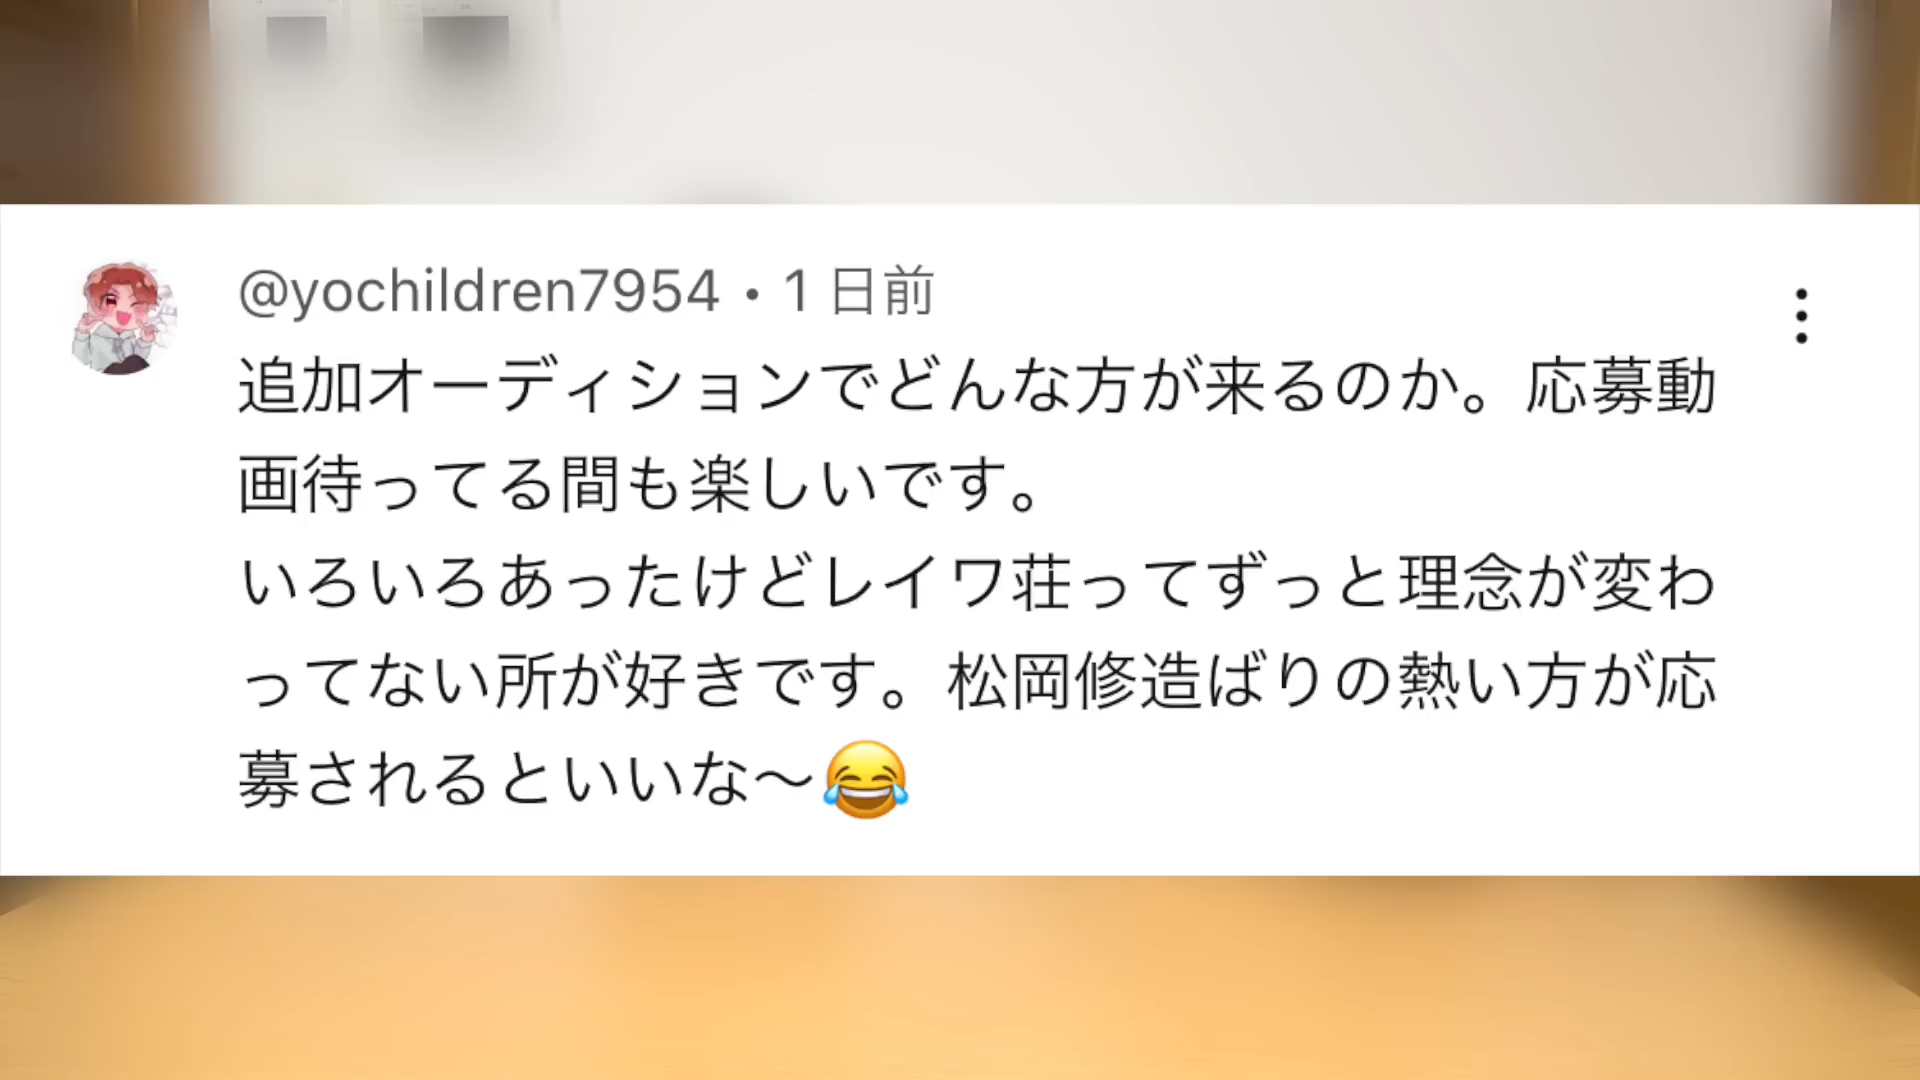 @yochildren7954・1 日前
追加オーディションでどんな方が来るのか。応募動
画待ってる間も楽しいです。
いろいろあったけどレイワ荘ってずっと理念が変わ
ってない所が好きです。松岡修造ばりの熱い方が応
募されるといいな〜😂